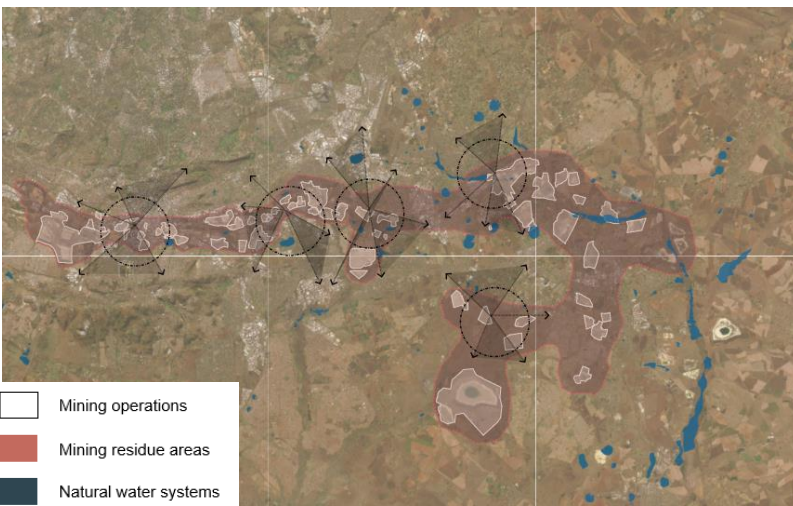 Mining operations
Mining residue areas
Natural water systems